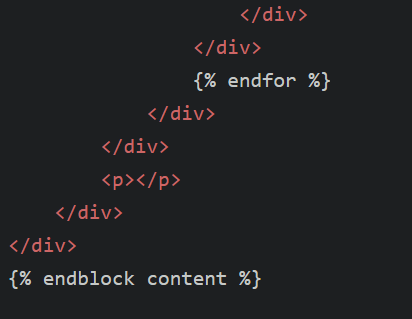 </div>
</div>
{% endfor %}
</div>
</div>
<p></p>
</div>
</div>
{% endblock content %}